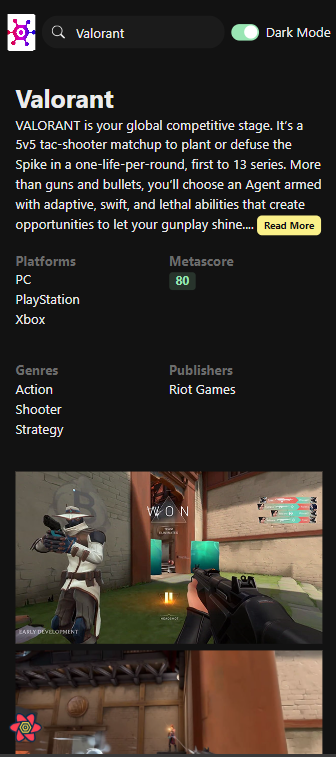 Valorant
Dark Mode
Valorant
VALORANT is your global competitive stage. It's a
5v5 tac-shooter matchup to plant or defuse the
Spike in a one-life-per-round, first to 13 series. More
than guns and bullets, you'll choose an Agent armed
with adaptive, swift, and lethal abilities that create
opportunities to let your gunplay shine.... Read More
Platforms
PC
PlayStation
Xbox
Metascore
80
Genres
Action
Shooter
Strategy
Publishers
Riot Games
WON
HEADSHOT
EARLY DEVELOPMENT